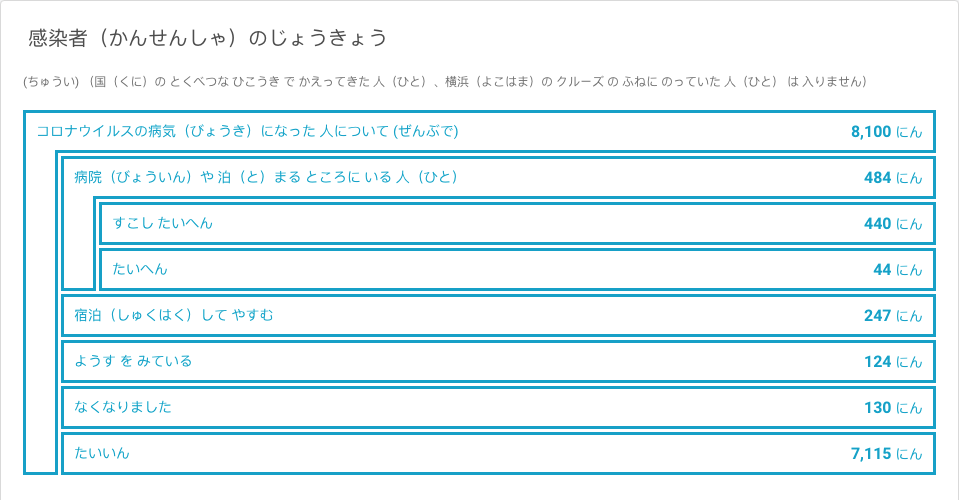 感染者（かんせんしゃ）のじょうきょう
(ちゅうい) （国（くに）の とくべつな ひこうき で かえってきた 人（ひと）、横浜（よこはま）の クルーズ の ふねに のっていた 人（ひと） は 入りません）
コロナウイルスの病気（びょうき）になった 人について (ぜんぶで) 8,100 にん
病院（びょういん）や 泊（と）まる ところに いる 人（ひと） 484 にん
すこし たいへん 440 にん
たいへん 44 にん
宿泊（しゅくはく）して やすむ 247 にん
ようす を みている 124 にん
なくなりました 130 にん
たいいん 7,115 にん